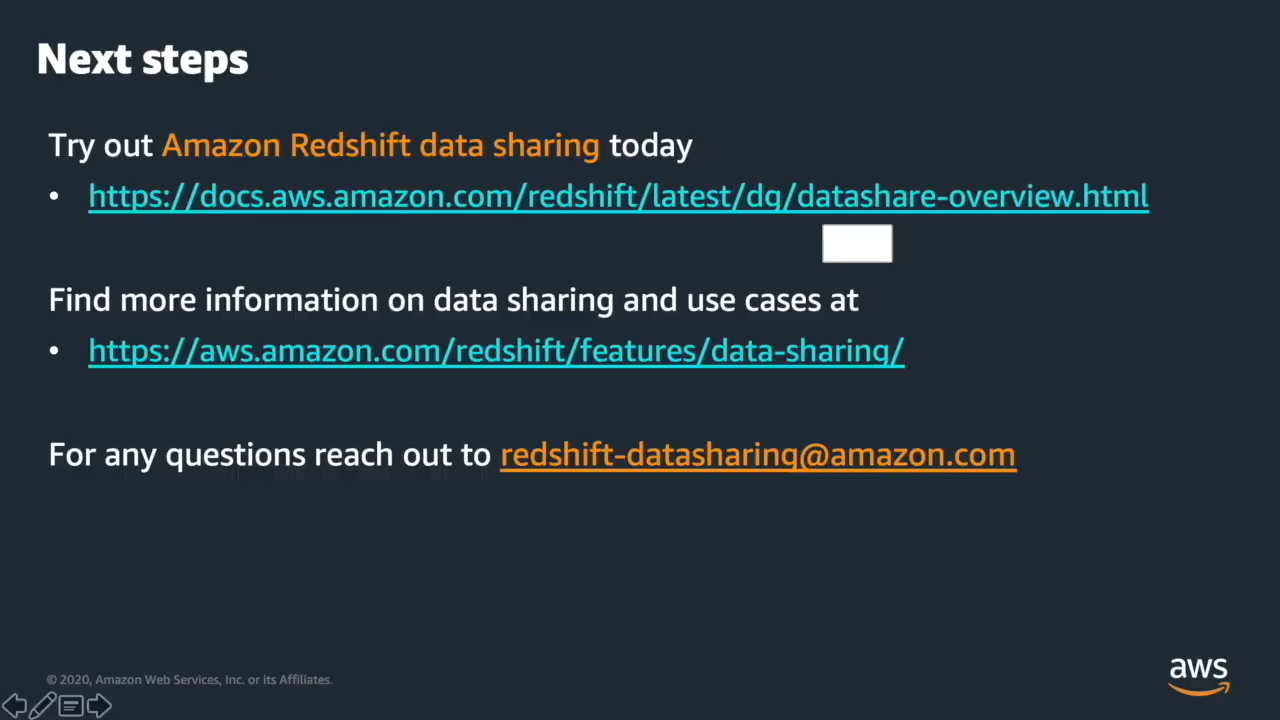 Next steps
Try out Amazon Redshift data sharing today
• https://docs.aws.amazon.com/redshift/latest/dg/datashare-overview.html
Find more information on data sharing and use cases at
• https://aws.amazon.com/redshift/features/data-sharing/
For any questions reach out to redshift-datasharing@amazon.com
© 2020, Amazon Web Services, Inc. or its Affiliates.
aws